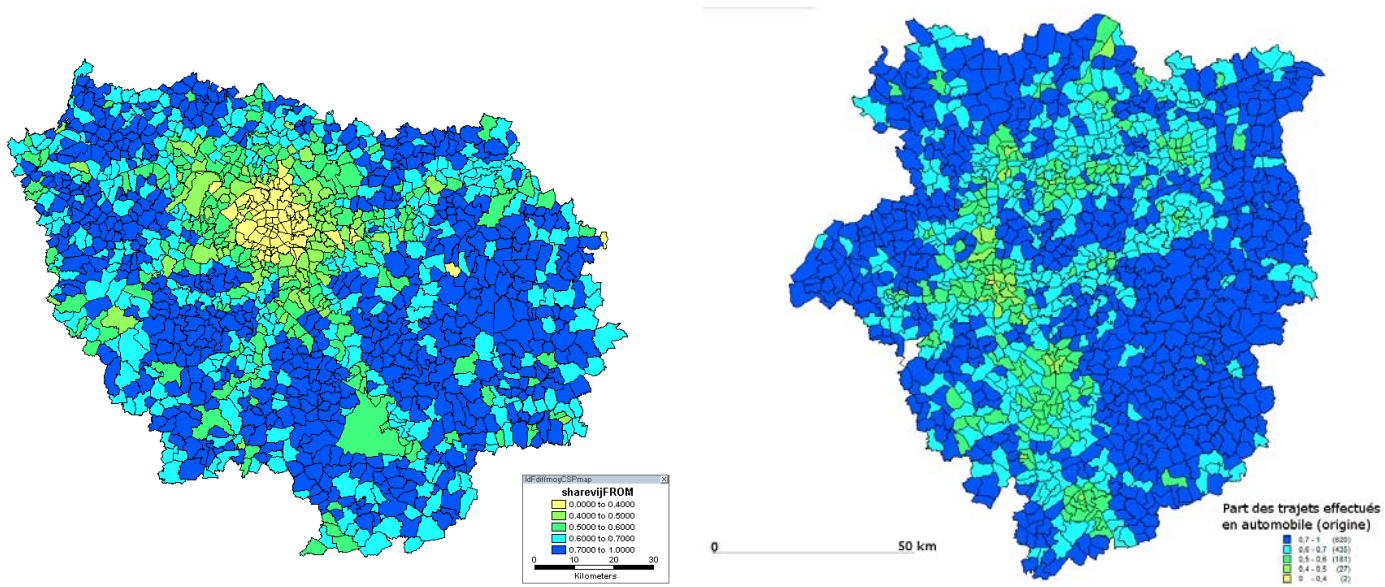 IdFdiffmoyCSPmap
sharevijFROM
0.0000 to 0.4000
0.4000 to 0.5000
0.5000 to 0.6000
0.6000 to 0.7000
0.7000 to 1.0000
0 10 20 30
Kilometers
0 50 km
Part des trajets effectués
en automobile (origine)
0,7 - 1 (620)
0,6 - 0,7 (435)
0,5 - 0,6 (181)
0,4 - 0,5 (27)
0 - 0,4 (2)